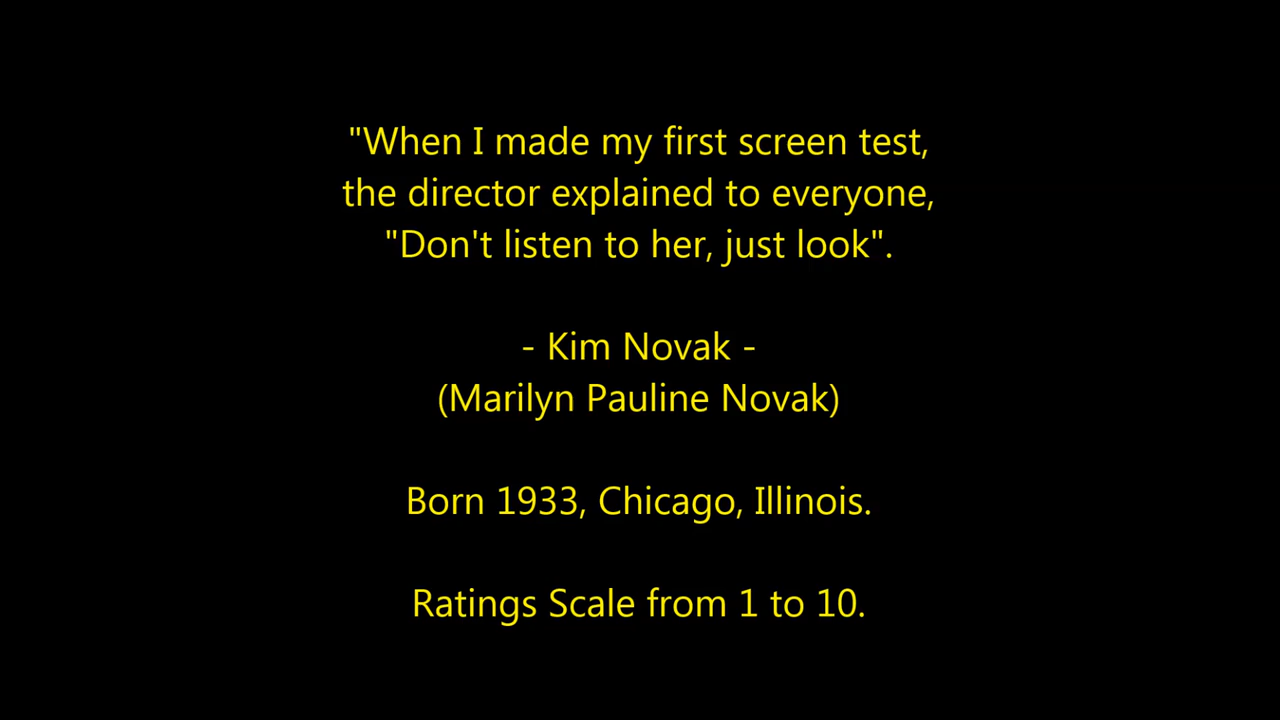 "When I made my first screen test,
the director explained to everyone,
"Don't listen to her, just look".
- Kim Novak -
(Marilyn Pauline Novak)
Born 1933, Chicago, Illinois.
Ratings Scale from 1 to 10.